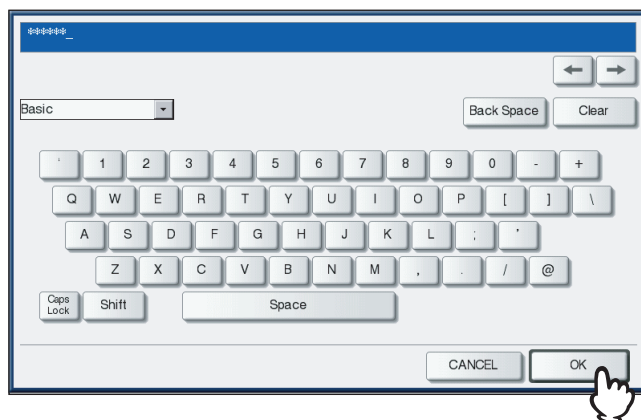 ******_
← →
Basic Back Space Clear
` 1 2 3 4 5 6 7 8 9 0 - +
Q W E R T Y U I O P [ ] \
A S D F G H J K L ; '
Z X C V B N M , . / @
Caps Lock Shift Space
CANCEL OK